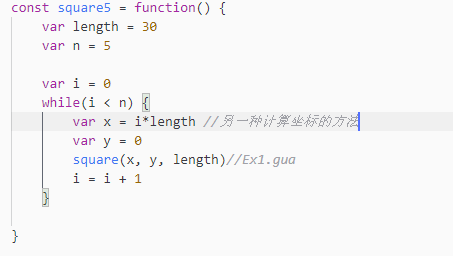 const square5 = function() {
    var length = 30
    var n = 5
    var i = 0
    while(i < n) {
        var x = i*length //另一种计算坐标的方法
        var y = 0
        square(x, y, length)//Ex1.gua
        i = i + 1
    }
}